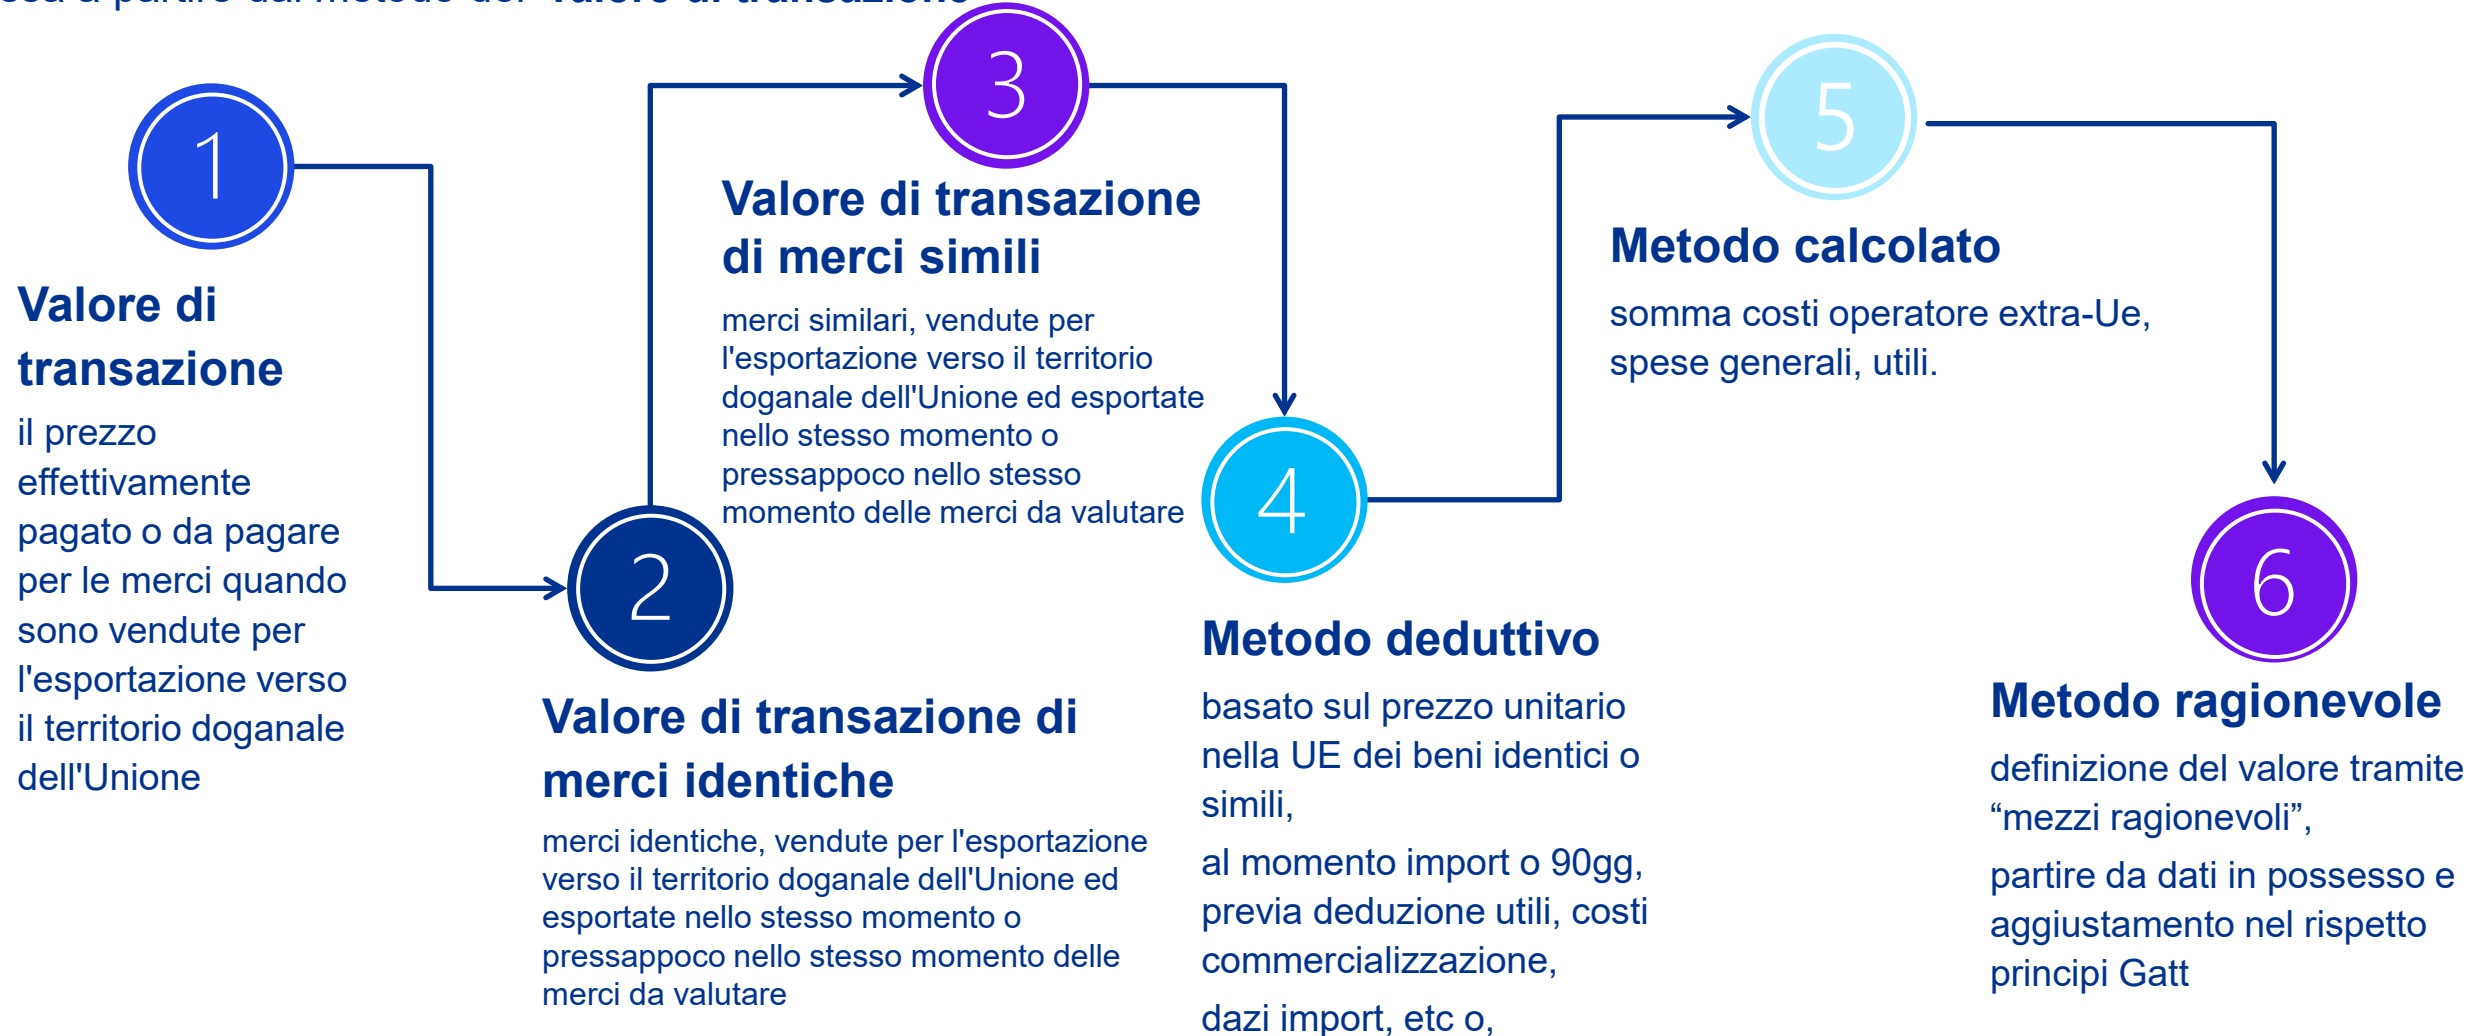 a partire dal metodo del Valore di transazione
1
Valore di
transazione
il prezzo
effettivamente
pagato o da pagare
per le merci quando
sono vendute per
l'esportazione verso
il territorio doganale
dell'Unione
2
Valore di transazione di
merci identiche
merci identiche, vendute per l'esportazione
verso il territorio doganale dell'Unione ed
esportate nello stesso momento o
pressappoco nello stesso momento delle
merci da valutare
3
Valore di transazione
di merci simili
merci similari, vendute per
l'esportazione verso il territorio
doganale dell'Unione ed esportate
nello stesso momento o
pressappoco nello stesso
momento delle merci da valutare
4
Metodo deduttivo
basato sul prezzo unitario
nella UE dei beni identici o
simili,
al momento import o 90gg,
previa deduzione utili, costi
commercializzazione,
dazi import, etc o,
5
Metodo calcolato
somma costi operatore extra-Ue,
spese generali, utili.
6
Metodo ragionevole
definizione del valore tramite
“mezzi ragionevoli”,
partire da dati in possesso e
aggiustamento nel rispetto
principi Gatt